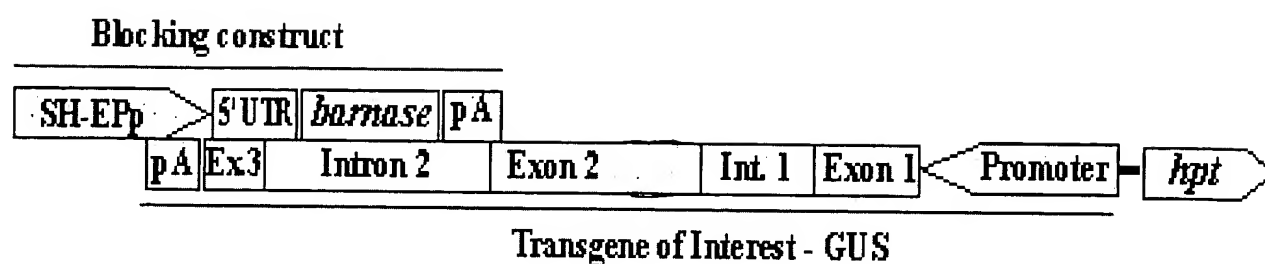 Blocking construct
SH-EPp 5'UTR barnase pA
pA Ex3 Intron 2 Exon 2 Int. 1 Exon 1 Promoter hpt
Transgene of Interest - GUS